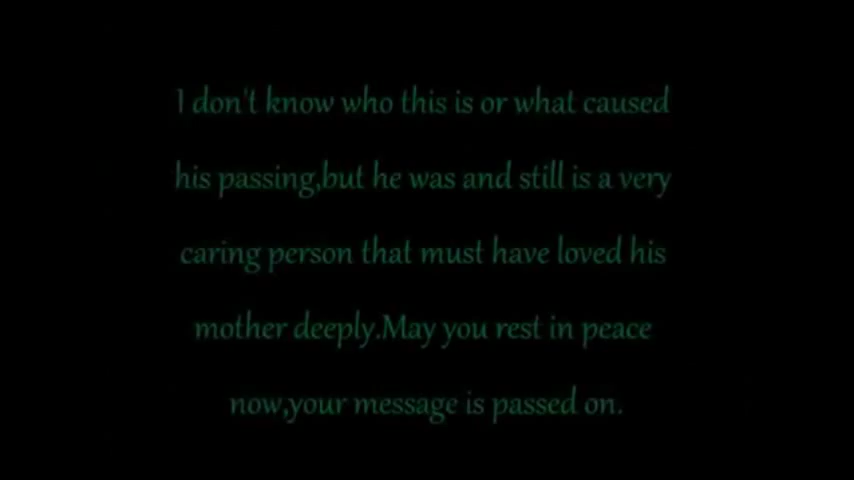 I don't know who this is or what caused
his passing,but he was and still is a very
caring person that must have loved his
mother deeply.May you rest in peace
now,your message is passed on.